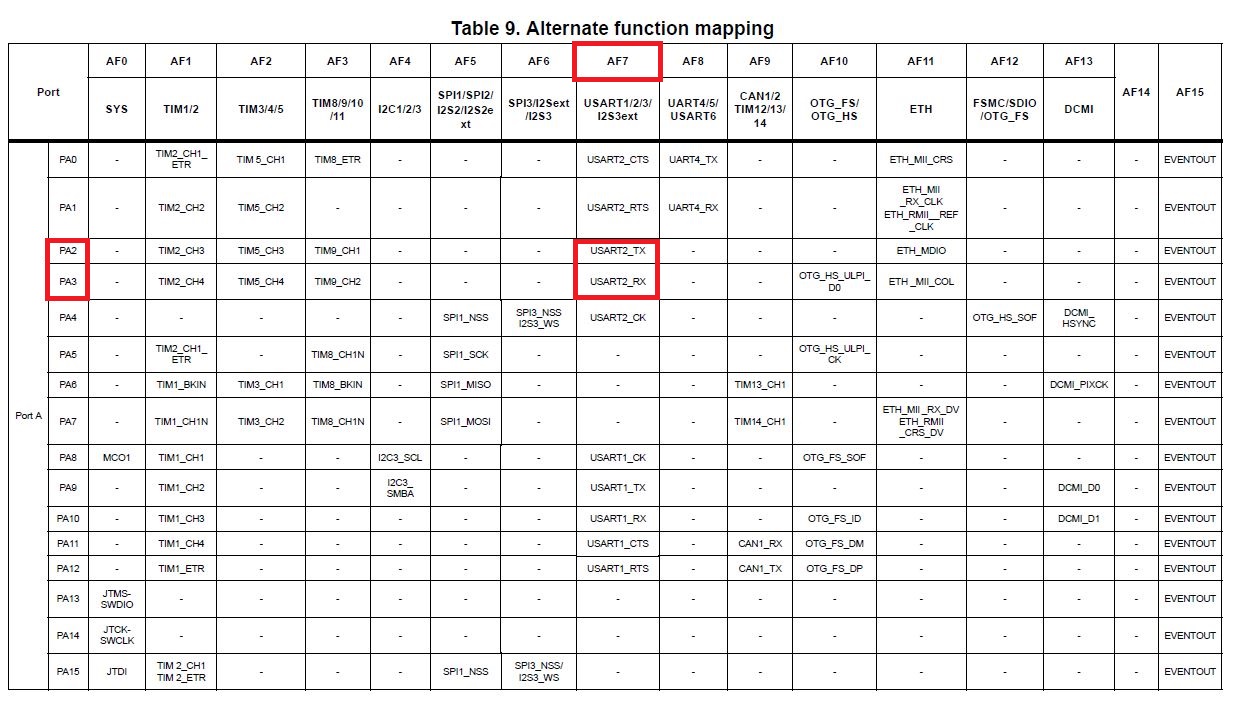 Table 9. Alternate function mapping
Port AF0 AF1 AF2 AF3 AF4 AF5 AF6 AF7 AF8 AF9 AF10 AF11 AF12 AF13 AF14 AF15
SYS TIM1/2 TIM3/4/5 TIM8/9/10/11 I2C1/2/3 SPI1/SPI2/I2S2/I2S2ext SPI3/I2Sext/I2S3 USART1/2/3/I2S3ext UART4/5/USART6 CAN1/2 TIM12/13/14 OTG_FS/OTG_HS ETH FSMC/SDIO/OTG_FS DCMI
Port A
PA0 - TIM2_CH1_ETR TIM 5_CH1 TIM8_ETR - - - USART2_CTS UART4_TX - - ETH_MII_CRS - - - EVENTOUT
PA1 - TIM2_CH2 TIM5_CH2 - - - - USART2_RTS UART4_RX - - ETH_MII_RX_CLK ETH_RMII__REF_CLK - - - EVENTOUT
PA2 - TIM2_CH3 TIM5_CH3 TIM9_CH1 - - - USART2_TX - - - ETH_MDIO - - - EVENTOUT
PA3 - TIM2_CH4 TIM5_CH4 TIM9_CH2 - - - USART2_RX - - OTG_HS_ULPI_D0 ETH _MII_COL - - - EVENTOUT
PA4 - - - - - SPI1_NSS SPI3_NSS I2S3_WS USART2_CK - - - - OTG_HS_SOF DCMI_HSYNC - EVENTOUT
PA5 - TIM2_CH1_ETR - TIM8_CH1N - SPI1_SCK - - - - OTG_HS_ULPI_CK - - - - EVENTOUT
PA6 - TIM1_BKIN TIM3_CH1 TIM8_BKIN - SPI1_MISO - - - TIM13_CH1 - - - DCMI_PIXCK - EVENTOUT
PA7 - TIM1_CH1N TIM3_CH2 TIM8_CH1N - SPI1_MOSI - - - TIM14_CH1 - ETH_MII_RX_DV ETH_RMII_CRS_DV - - - EVENTOUT
PA8 MCO1 TIM1_CH1 - - I2C3_SCL - - USART1_CK - - OTG_FS_SOF - - - - EVENTOUT
PA9 - TIM1_CH2 - - I2C3_SMBA - - USART1_TX - - - - - DCMI_D0 - EVENTOUT
PA10 - TIM1_CH3 - - - - - USART1_RX - - OTG_FS_ID - - DCMI_D1 - EVENTOUT
PA11 - TIM1_CH4 - - - - - USART1_CTS - CAN1_RX OTG_FS_DM - - - - EVENTOUT
PA12 - TIM1_ETR - - - - - USART1_RTS - CAN1_TX OTG_FS_DP - - - - EVENTOUT
PA13 JTMS-SWDIO - - - - - - - - - - - - - - EVENTOUT
PA14 JTCK-SWCLK - - - - - - - - - - - - - - EVENTOUT
PA15 JTDI TIM 2_CH1 TIM 2_ETR - - - SPI1_NSS SPI3_NSS/I2S3_WS - - - - - - - - EVENTOUT